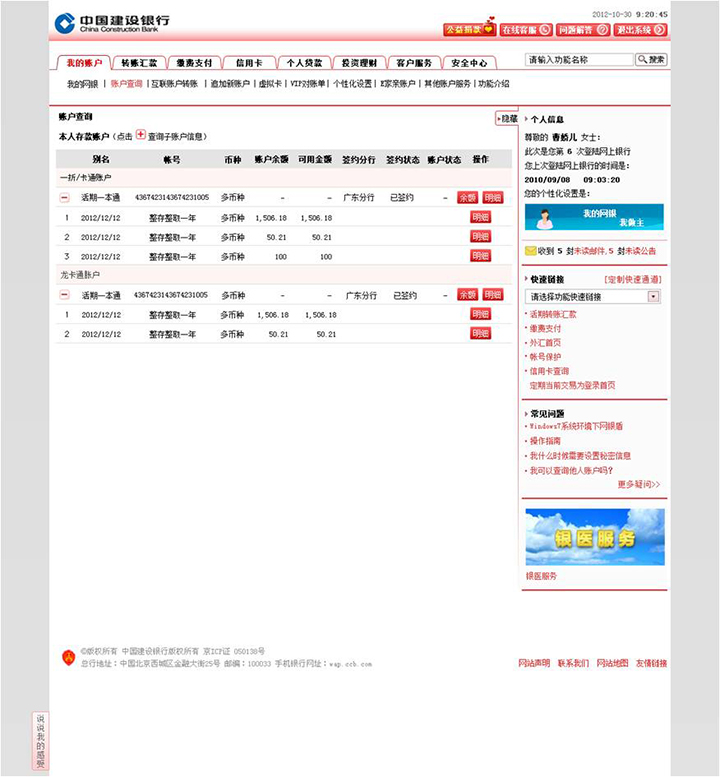 中国建设银行
China Construction Bank
2012-10-30 9:20:45
公益捐款 在线客服 问题解答 退出系统
我的账户 转账汇款 缴费支付 信用卡 个人贷款 投资理财 客户服务 安全中心
请输入功能名称 搜索
我的网银 | 账户查询 | 互联账户转账 | 追加新账户 | 虚拟卡 | VIP对账单 | 个性化设置 | E家亲账户 | 其他账户服务 | 功能介绍
账户查询
隐藏
本人存款账户(点击 查询子账户信息)
别名 帐号 币种 账户余额 可用金额 签约分行 签约状态 账户状态 操作
一折/卡通账户
活期一本通 4367423143674231005 多币种 - - 广东分行 已签约 - 余额 明细
1 2012/12/12 整存整取一年 多币种 1,506.18 1,506.18 明细
2 2012/12/12 整存整取一年 多币种 50.21 50.21 明细
3 2012/12/12 整存整取一年 多币种 100 100 明细
龙卡通账户
活期一本通 4367423143674231005 多币种 - - 广东分行 已签约 - 余额 明细
1 2012/12/12 整存整取一年 多币种 1,506.18 1,506.18 明细
2 2012/12/12 整存整取一年 多币种 50.21 50.21 明细
个人信息
尊敬的 曹 儿 女士:
此次是您第 6 次登陆网上银行
您上次登陆网上银行的时间是:
2010/09/08 09:03:20
您的个性化设置是:
我的网银
我做主
收到 5 封未读邮件, 5 封未读公告
快速链接 [定制快速通道]
请选择功能快速链接
活期转账汇款
缴费支付
外汇首页
帐号保护
信用卡查询
定期当前交易为登录首页
常见问题
Windows7系统环境下网银盾
操作指南
我什么时候需要设置秘密信息
我可以查询他人账户吗?
更多疑问>>
银医服务
银医服务
©版权所有 中国建设银行版权所有 京ICP证 050138号
总行地址: 中国北京西城区金融大街25号 邮编: 100033 手机银行网址: wap.ccb.com
网站声明 联系我们 网站地图 友情链接
说说我的感受